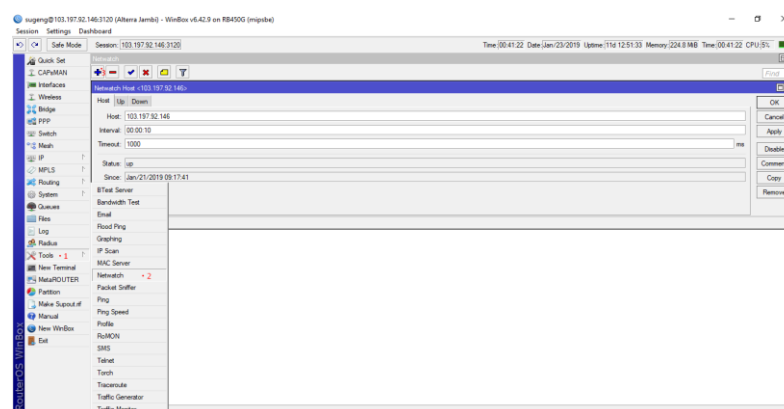 sugeng@103.197.92.146:3120 (Alterra Jambi) - WinBox v6.42.9 on RB450G (mipsbe)
Session Settings Dashboard
Safe Mode Session: 103.197.92.146:3120 Time: 00:41:22 Date: Jan/23/2019 Uptime: 11d 12:51:33 Memory: 224.8 MiB Time: 00:41:22 CPU: 5%
Quick Set
CAPsMAN
Interfaces
Wireless
Bridge
PPP
Switch
Mesh
IP
MPLS
Routing
System
Queues
Files
Log
Radius
Tools 1
New Terminal
MetaROUTER
Partition
Make Supout.rif
Manual
New WinBox
Exit
RouterOS WinBox
Netwatch
Find
Netwatch Host <103.197.92.146>
Host Up Down
Host: 103.197.92.146
Interval: 00:00:10
Timeout: 1000 ms
Status: up
Since: Jan/21/2019 09:17:41
OK
Cancel
Apply
Disable
Comment
Copy
Remove
BTest Server
Bandwidth Test
Email
Flood Ping
Graphing
IP Scan
MAC Server
Netwatch 2
Packet Sniffer
Ping
Ping Speed
Profile
RoMON
SMS
Telnet
Torch
Traceroute
Traffic Generator
Traffic Monitor